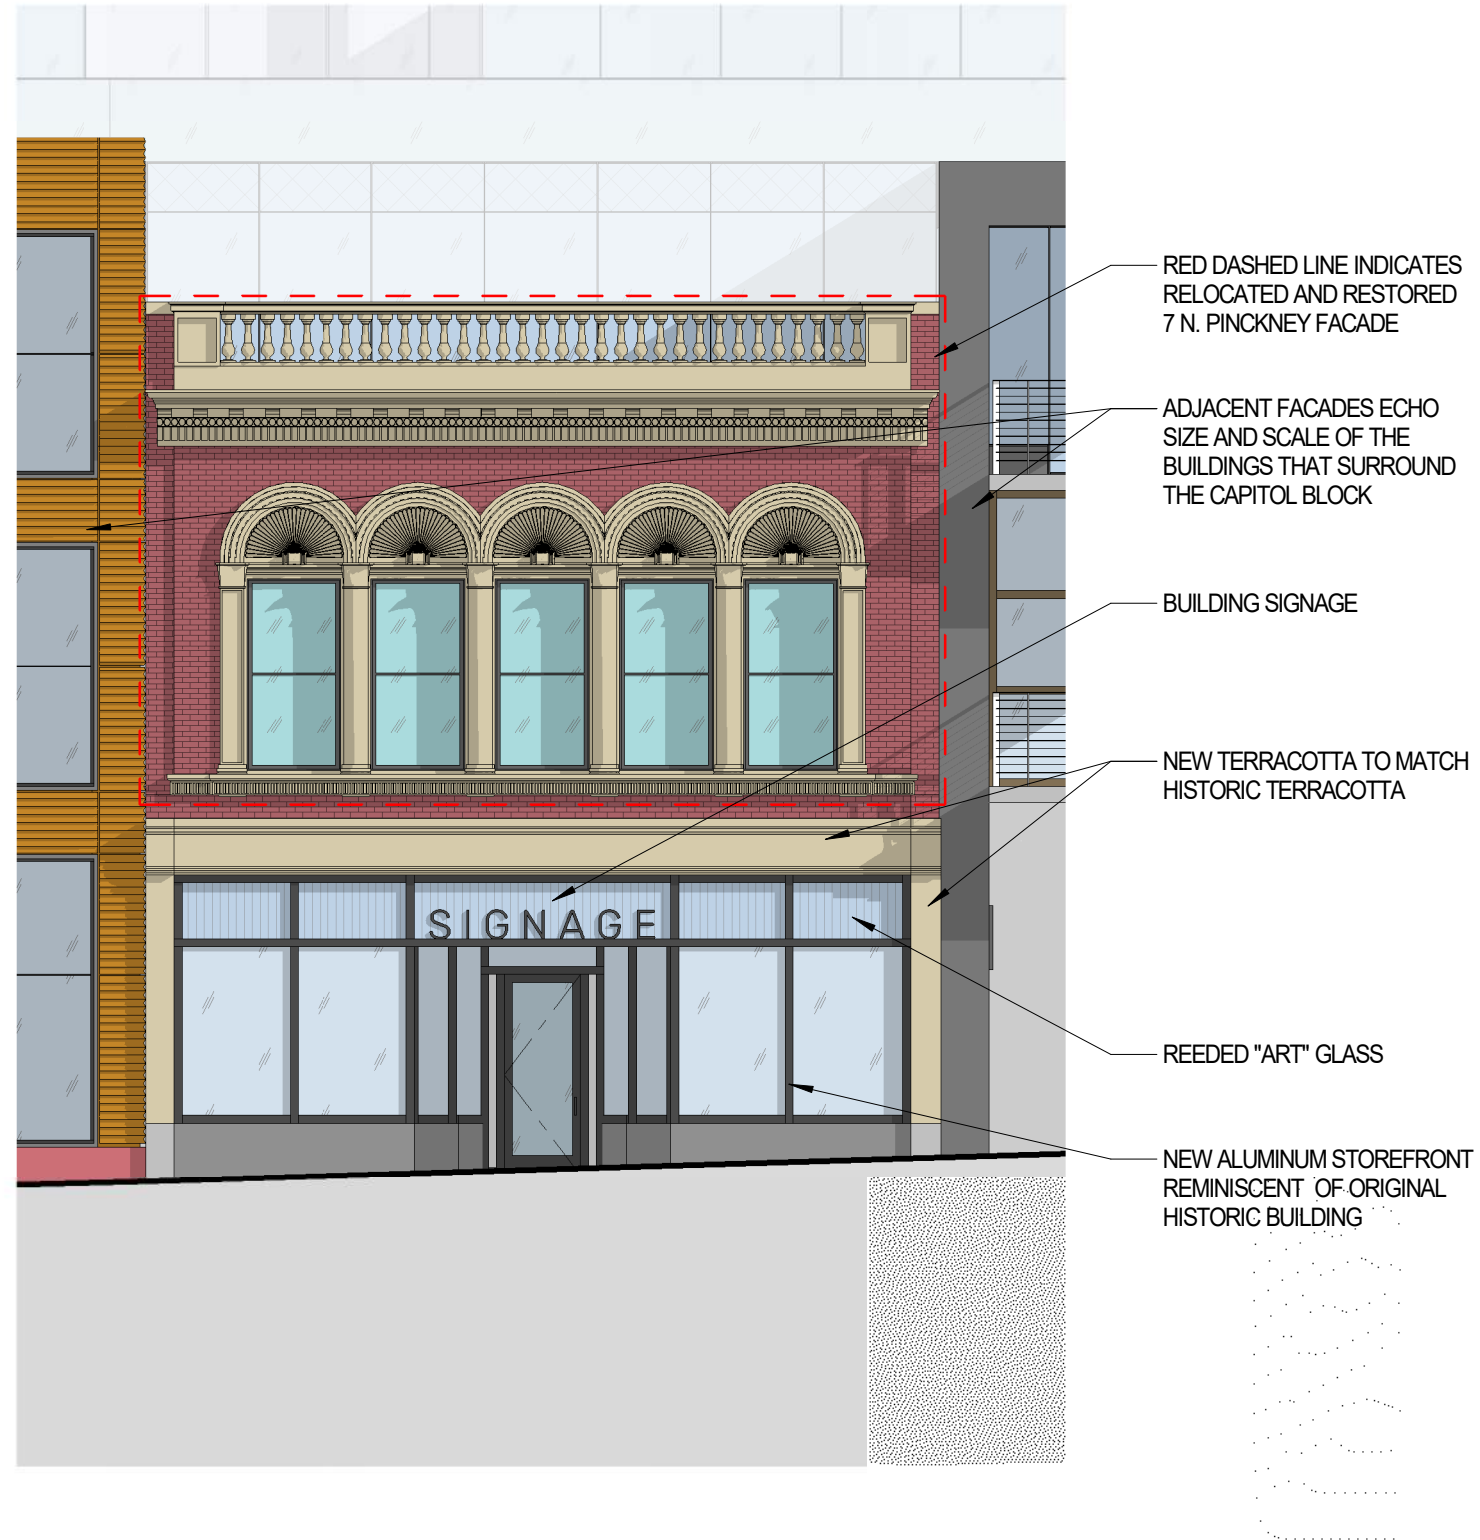 RED DASHED LINE INDICATES
RELOCATED AND RESTORED
7 N. PINCKNEY FACADE
ADJACENT FACADES ECHO
SIZE AND SCALE OF THE
BUILDINGS THAT SURROUND
THE CAPITOL BLOCK
BUILDING SIGNAGE
NEW TERRACOTTA TO MATCH
HISTORIC TERRACOTTA
SIGNAGE
REEDED "ART" GLASS
NEW ALUMINUM STOREFRONT
REMINISCENT OF ORIGINAL
HISTORIC BUILDING